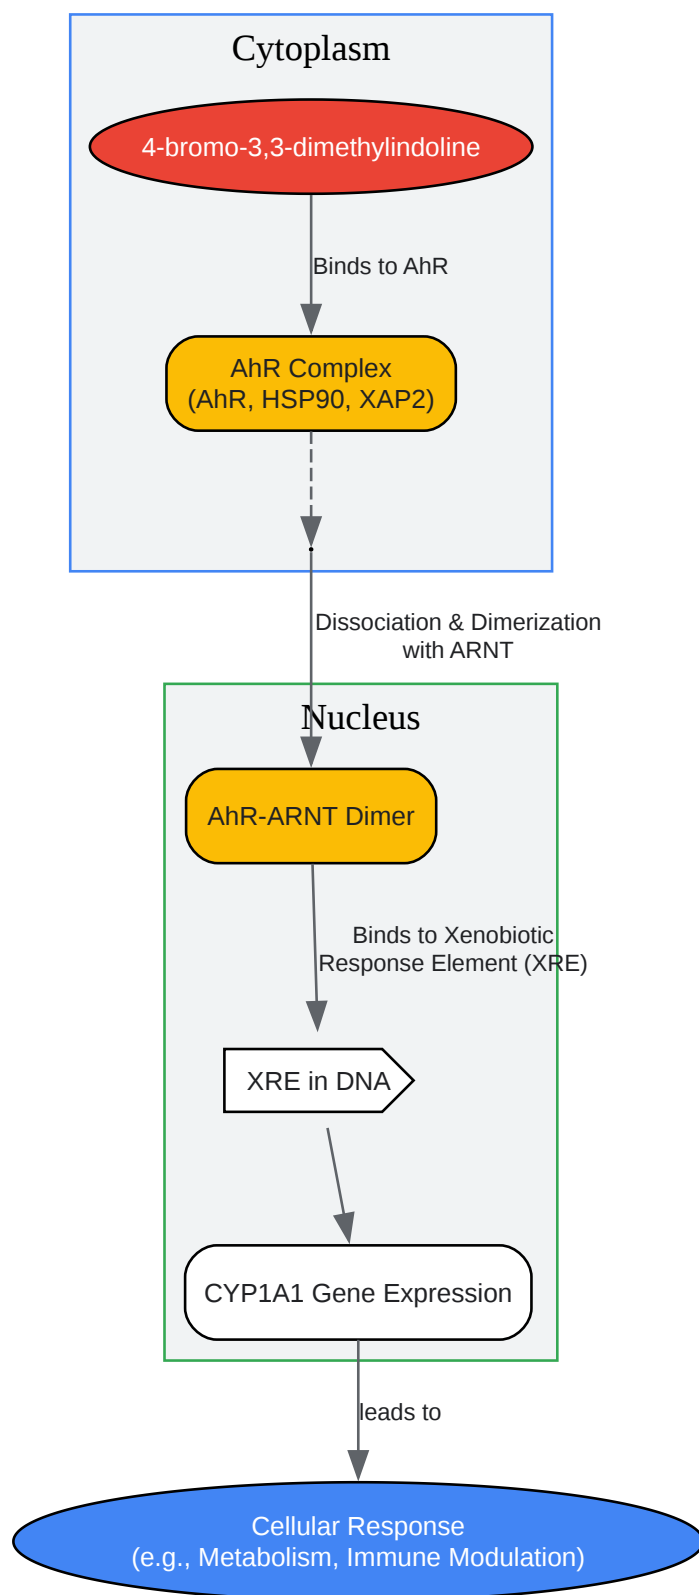 Cytoplasm
4-bromo-3,3-dimethylindoline
Binds to AhR
AhR Complex
(AhR, HSP90, XAP2)
Dissociation & Dimerization
with ARNT
Nucleus
AhR-ARNT Dimer
Binds to Xenobiotic
Response Element (XRE)
XRE in DNA
CYP1A1 Gene Expression
leads to
Cellular Response
(e.g., Metabolism, Immune Modulation)